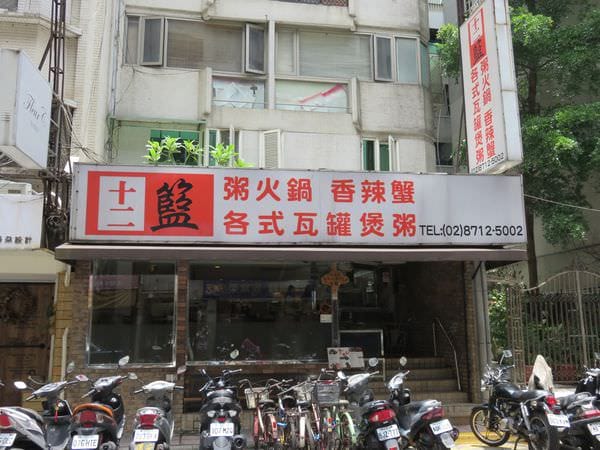 十二籃
粥火鍋 香辣蟹
各式瓦罐煲粥
TEL:(02)8712-5002
十二籃
粥火鍋 香辣蟹
各式瓦罐煲粥
(02)8712-5002